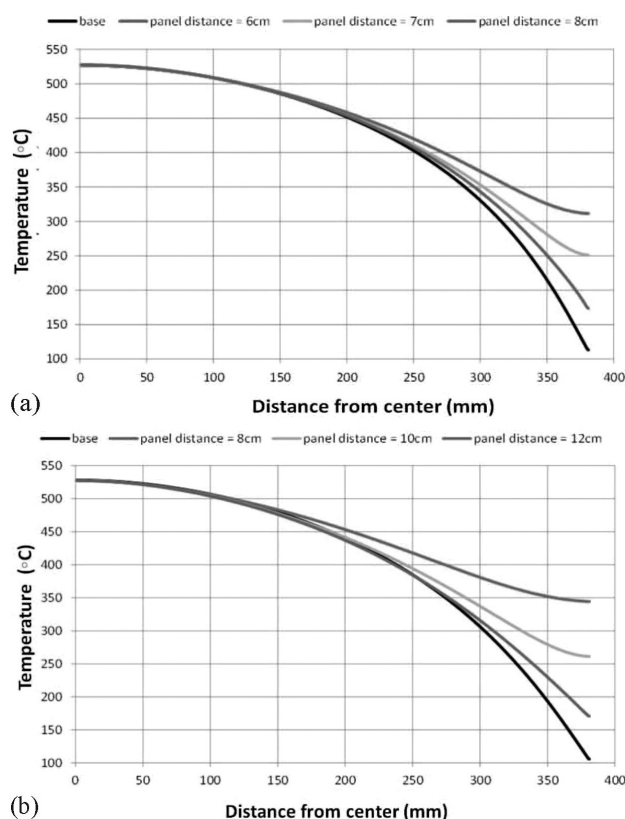 base panel distance = 6cm panel distance = 7cm panel distance = 8cm
550
500
450
400
350
300
250
200
150
100
Temperature (°C)
0 50 100 150 200 250 300 350 400
(a)
Distance from center (mm)
base panel distance = 8cm panel distance = 10cm panel distance = 12cm
550
500
450
400
350
300
250
200
150
100
Temperature (°C)
0 50 100 150 200 250 300 350 400
(b)
Distance from center (mm)